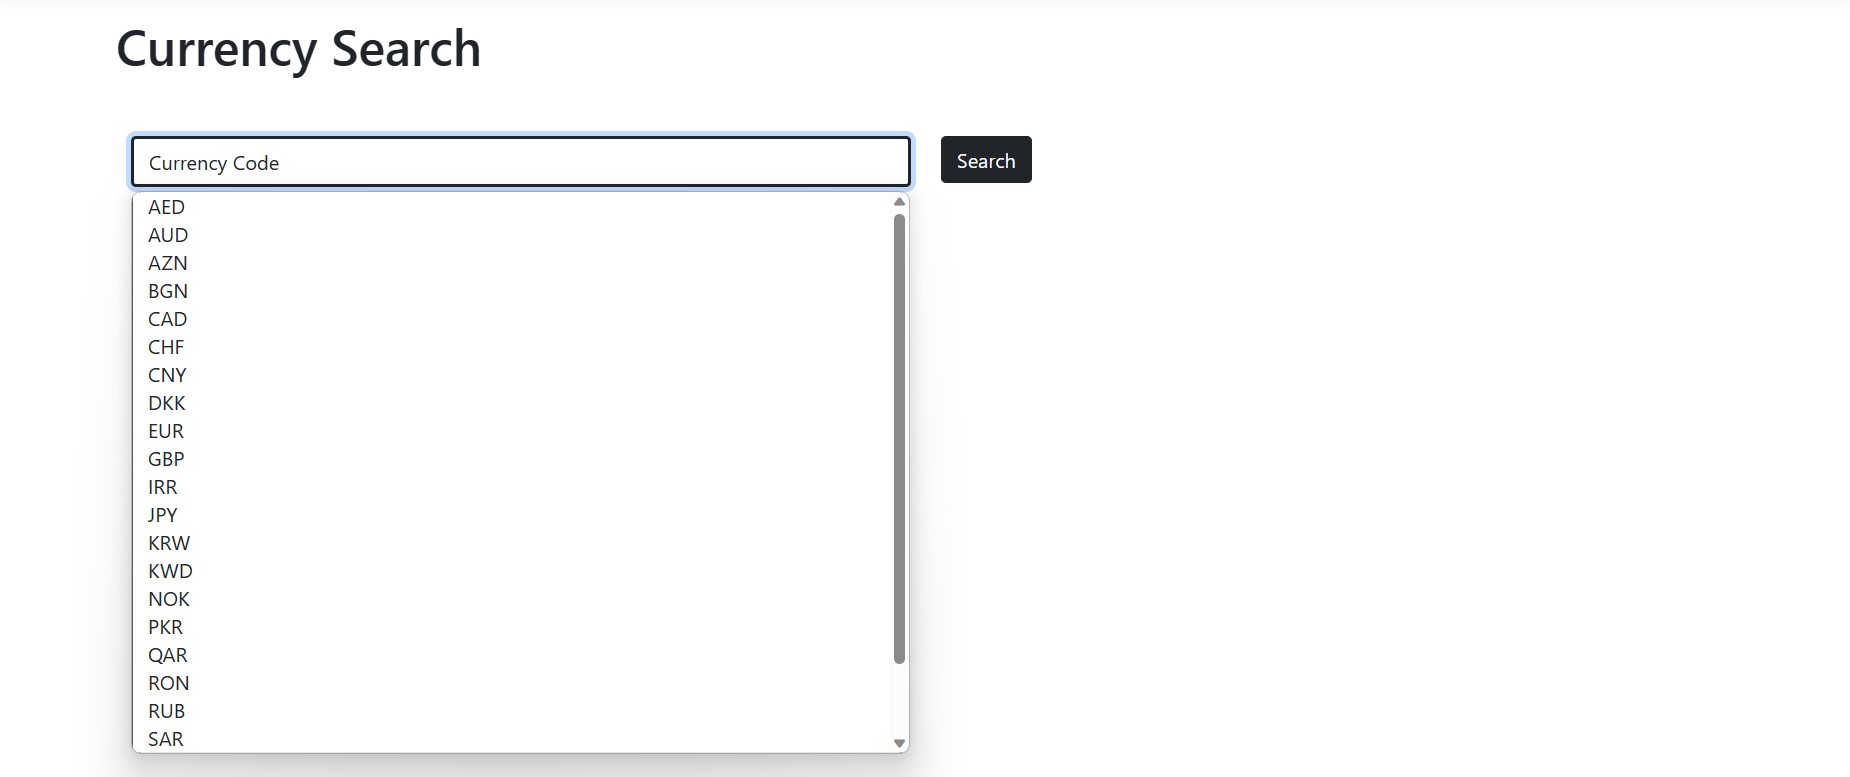 Currency Search
Currency Code
Search
AED
AUD
AZN
BGN
CAD
CHF
CNY
DKK
EUR
GBP
IRR
JPY
KRW
KWD
NOK
PKR
QAR
RON
RUB
SAR